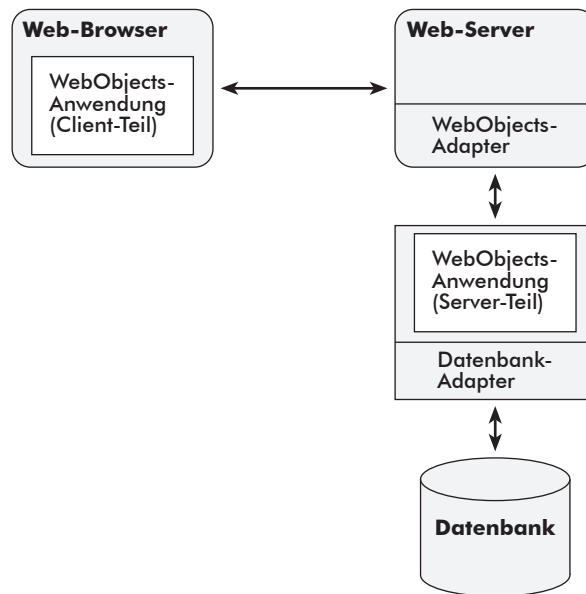 Web-Browser
WebObjects-
Anwendung
(Client-Teil)
Web-Server
WebObjects-
Adapter
WebObjects-
Anwendung
(Server-Teil)
Datenbank-
Adapter
Datenbank